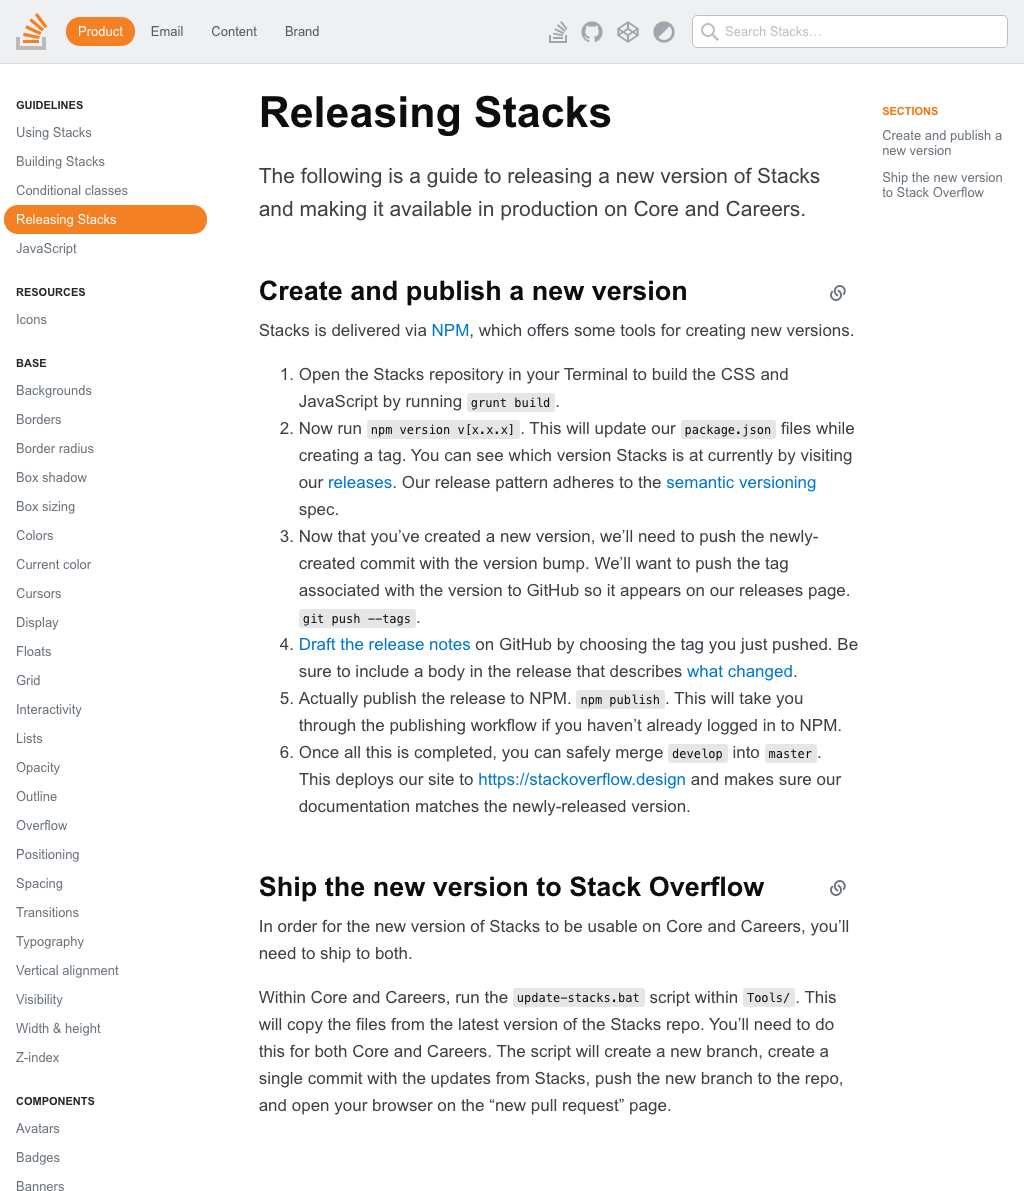 Product Email Content Brand
Search Stacks…
GUIDELINES
Using Stacks
Building Stacks
Conditional classes
Releasing Stacks
JavaScript
RESOURCES
Icons
BASE
Backgrounds
Borders
Border radius
Box shadow
Box sizing
Colors
Current color
Cursors
Display
Floats
Grid
Interactivity
Lists
Opacity
Outline
Overflow
Positioning
Spacing
Transitions
Typography
Vertical alignment
Visibility
Width & height
Z-index
COMPONENTS
Avatars
Badges
Banners
Releasing Stacks
The following is a guide to releasing a new version of Stacks
and making it available in production on Core and Careers.
Create and publish a new version
Stacks is delivered via NPM, which offers some tools for creating new versions.
1. Open the Stacks repository in your Terminal to build the CSS and
JavaScript by running grunt build.
2. Now run npm version v[x.x.x]. This will update our package.json files while
creating a tag. You can see which version Stacks is at currently by visiting
our releases. Our release pattern adheres to the semantic versioning
spec.
3. Now that you’ve created a new version, we’ll need to push the newly-
created commit with the version bump. We’ll want to push the tag
associated with the version to GitHub so it appears on our releases page.
git push --tags.
4. Draft the release notes on GitHub by choosing the tag you just pushed. Be
sure to include a body in the release that describes what changed.
5. Actually publish the release to NPM. npm publish. This will take you
through the publishing workflow if you haven’t already logged in to NPM.
6. Once all this is completed, you can safely merge develop into master.
This deploys our site to https://stackoverflow.design and makes sure our
documentation matches the newly-released version.
Ship the new version to Stack Overflow
In order for the new version of Stacks to be usable on Core and Careers, you’ll
need to ship to both.
Within Core and Careers, run the update-stacks.bat script within Tools/. This
will copy the files from the latest version of the Stacks repo. You’ll need to do
this for both Core and Careers. The script will create a new branch, create a
single commit with the updates from Stacks, push the new branch to the repo,
and open your browser on the “new pull request” page.
SECTIONS
Create and publish a
new version
Ship the new version
to Stack Overflow